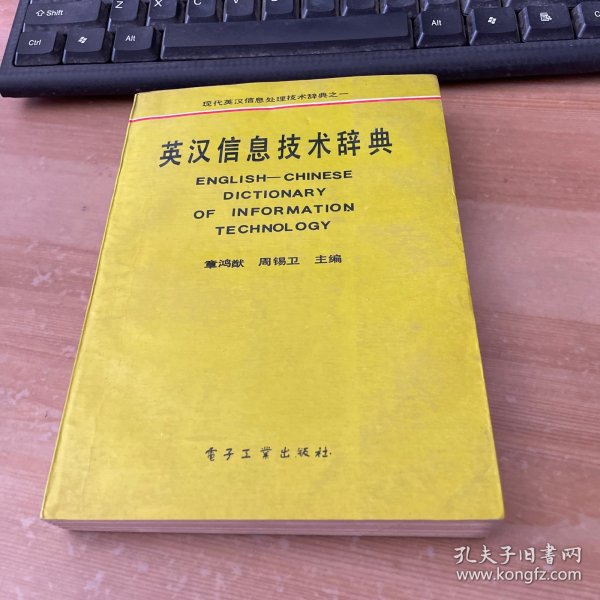 Shift
Z
X
C
V
B
N
Ctrl
Alt
现代英汉信息处理技术辞典之一
英汉信息技术辞典
ENGLISH—CHINESE
DICTIONARY
OF INFORMATION
TECHNOLOGY
章鸿猷 周锡卫 主编
電子工業出版社
孔夫子旧书网
www.kongfz.com